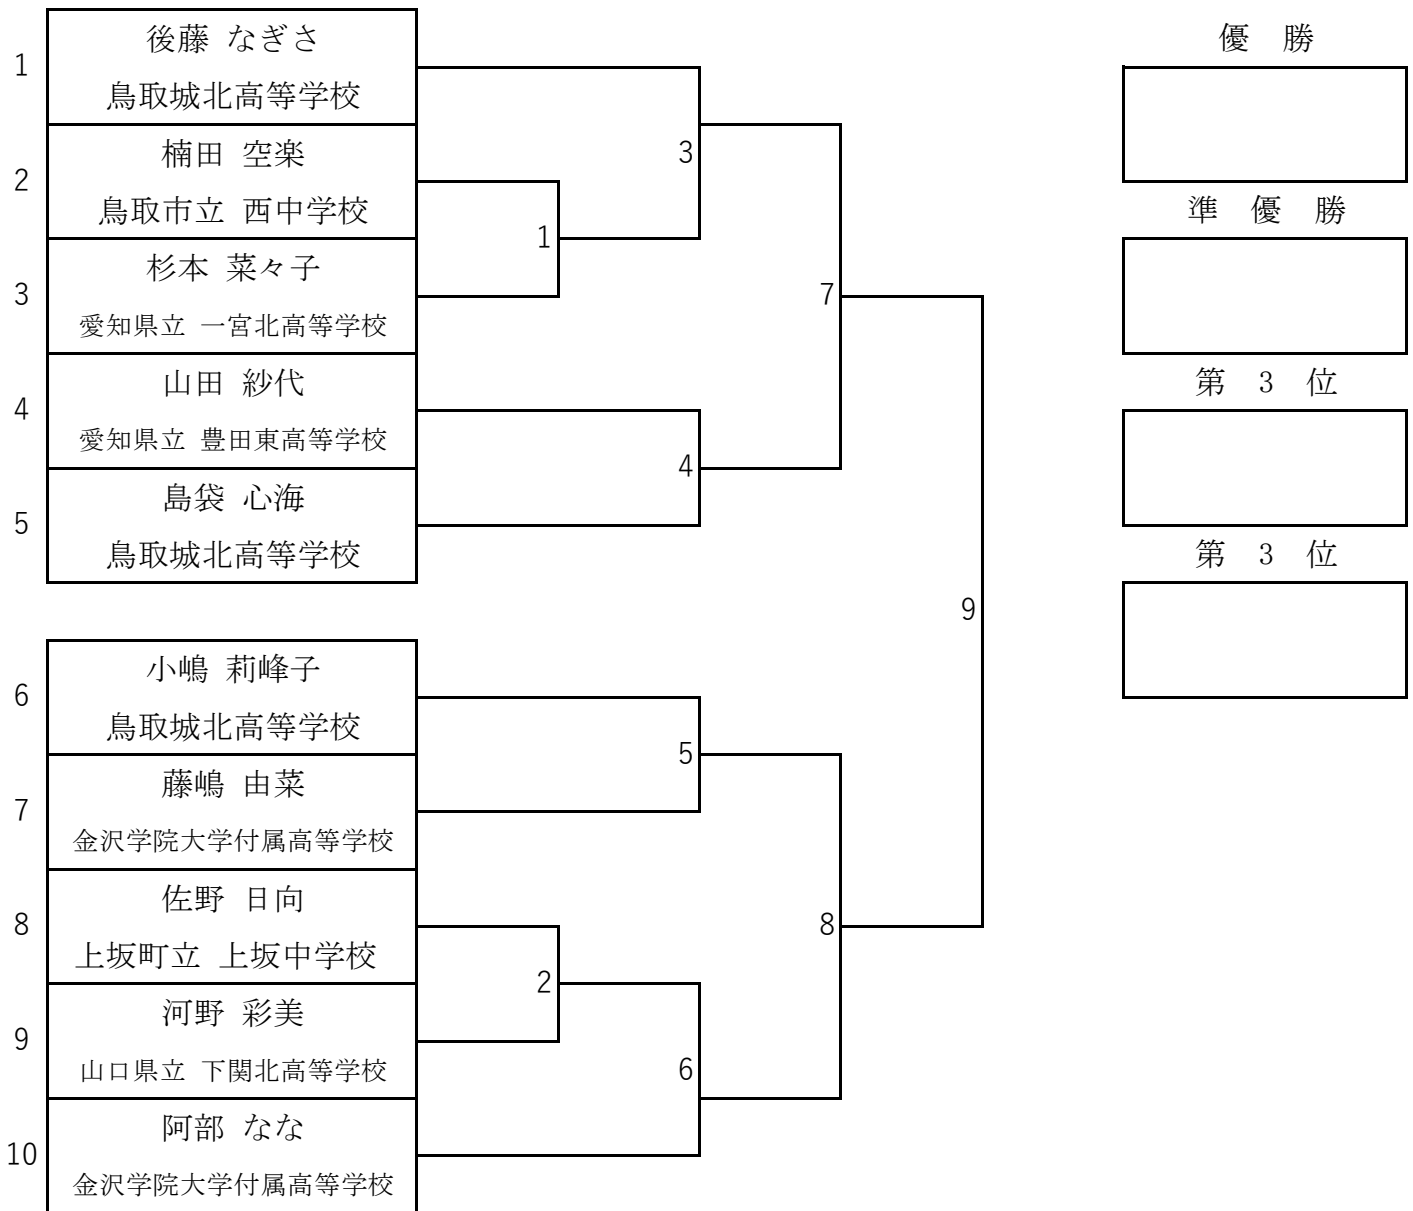 1
後藤 なぎさ
鳥取城北高等学校
2
楠田 空楽
鳥取市立 西中学校
3
杉本 菜々子
愛知県立 一宮北高等学校
4
山田 紗代
愛知県立 豊田東高等学校
5
島袋 心海
鳥取城北高等学校
6
小嶋 莉峰子
鳥取城北高等学校
7
藤嶋 由菜
金沢学院大学付属高等学校
8
佐野 日向
上坂町立 上坂中学校
9
河野 彩美
山口県立 下関北高等学校
10
阿部 なな
金沢学院大学付属高等学校
1
2
3
4
5
6
7
8
9
優 勝
準 優 勝
第 3 位
第 3 位